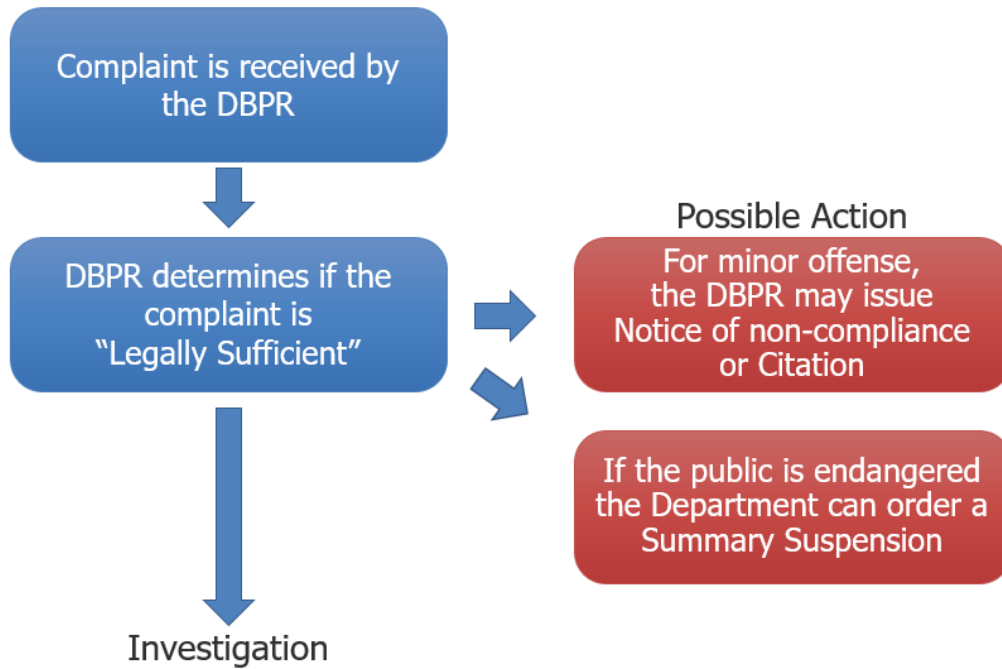 Complaint is received by
the DBPR
DBPR determines if the
complaint is
“Legally Sufficient”
Possible Action
For minor offense,
the DBPR may issue
Notice of non-compliance
or Citation
If the public is endangered
the Department can order a
Summary Suspension
Investigation